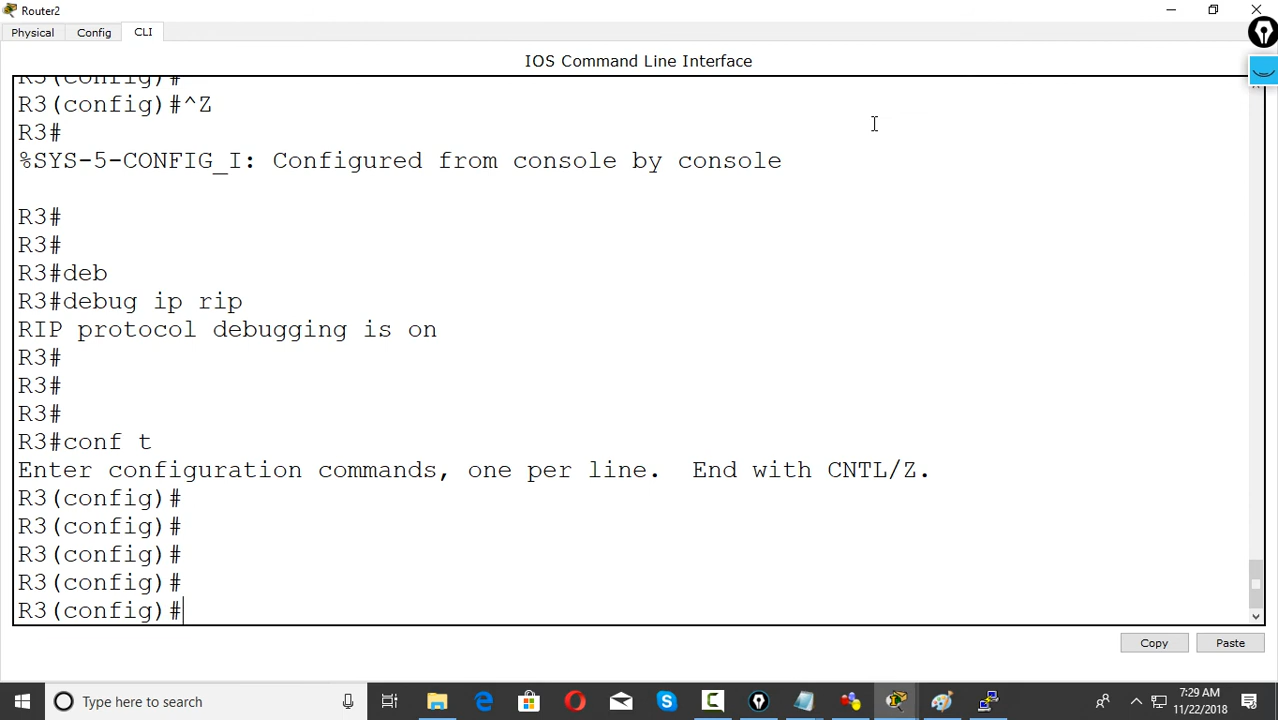 Router2
Physical Config CLI
IOS Command Line Interface
R3(config)#
R3(config)#^Z
R3#
%SYS-5-CONFIG_I: Configured from console by console
R3#
R3#
R3#deb
R3#debug ip rip
RIP protocol debugging is on
R3#
R3#
R3#
R3#conf t
Enter configuration commands, one per line.  End with CNTL/Z.
R3(config)#
R3(config)#
R3(config)#
R3(config)#
R3(config)#
Copy Paste
Type here to search
7:29 AM
11/22/2018